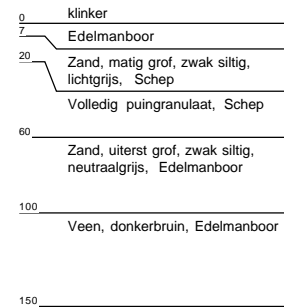 klinker
0
7
Edelmanboor
20
Zand, matig grof, zwak siltig,
lichtgrijs, Schep
Volledig puingranulaat, Schep
60
Zand, uiterst grof, zwak siltig,
neutraalgrijs, Edelmanboor
100
Veen, donkerbruin, Edelmanboor
150